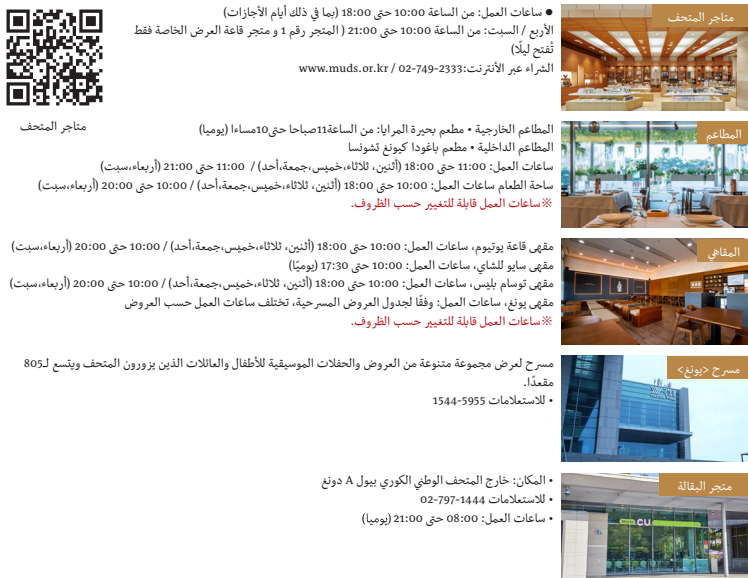 متاجر المتحف
● ساعات العمل: من الساعة 10:00 حتى 18:00 (بما في ذلك أيام الأجازات)
الأربع / السبت: من الساعة 10:00 حتى 21:00 ( المتجر رقم 1 و متجر قاعة العرض الخاصة فقط
تُفتح ليلًا)
الشراء عبر الأنترنت:www.muds.or.kr / 02-749-2333
متاجر المتحف
المطاعم
المطاعم الخارجية • مطعم بحيرة المرايا: من الساعة11صباحا حتى10مساءا (يوميا)
المطاعم الداخلية • مطعم باغودا كيونغ تشونسا
ساعات العمل: 11:00 حتى 18:00 (أثنين، ثلاثاء،خميس،جمعة،أحد) / 11:00 حتى 21:00 (أربعاء،سبت)
ساحة الطعام ساعات العمل: 10:00 حتى 18:00 (أثنين، ثلاثاء،خميس،جمعة،أحد) / 10:00 حتى 20:00 (أربعاء،سبت)
※ساعات العمل قابلة للتغيير حسب الظروف.
المقاهي
مقهى قاعة يوتيوم، ساعات العمل: 10:00 حتى 18:00 (أثنين، ثلاثاء،خميس،جمعة،أحد) / 10:00 حتى 20:00 (أربعاء،سبت)
مقهى سايو للشاي، ساعات العمل: 10:00 حتى 17:30 (يوميًا)
مقهى توسام بليس، ساعات العمل: 10:00 حتى 18:00 (أثنين، ثلاثاء،خميس،جمعة،أحد) / 10:00 حتى 20:00 (أربعاء،سبت)
مقهى يونغ، ساعات العمل: وفقًا لجدول العروض المسرحية، تختلف ساعات العمل حسب العروض
※ساعات العمل قابلة للتغيير حسب الظروف.
مسرح <يونغ>
مسرح لعرض مجموعة متنوعة من العروض والحفلات الموسيقية للأطفال والعائلات الذين يزورون المتحف ويتسع لـ805
مقعدًا.
• للاستعلامات 1544-5955
متجر البقالة
• المكان: خارج المتحف الوطني الكوري بيول A دونغ
• للاستعلامات 02-797-1444
• ساعات العمل: 08:00 حتى 21:00 (يوميا)
CU